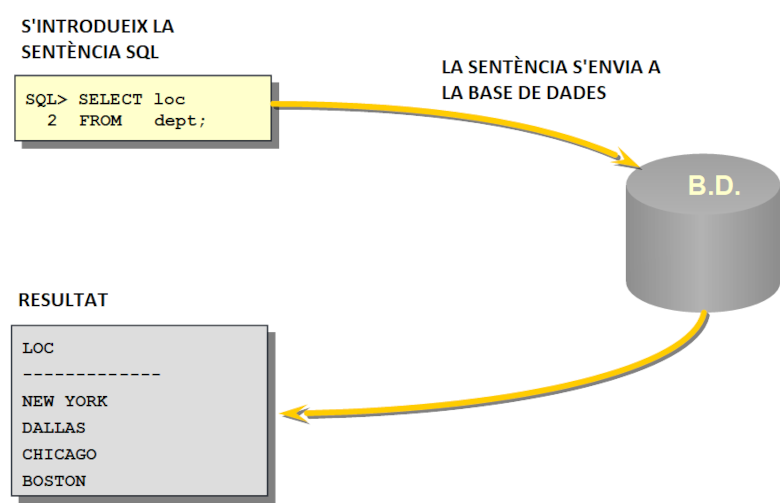 S'INTRODUEIX LA
SENTÈNCIA SQL
SQL> SELECT loc
2 FROM dept;
LA SENTÈNCIA S'ENVIA A
LA BASE DE DADES
B.D.
RESULTAT
LOC
-------------
NEW YORK
DALLAS
CHICAGO
BOSTON